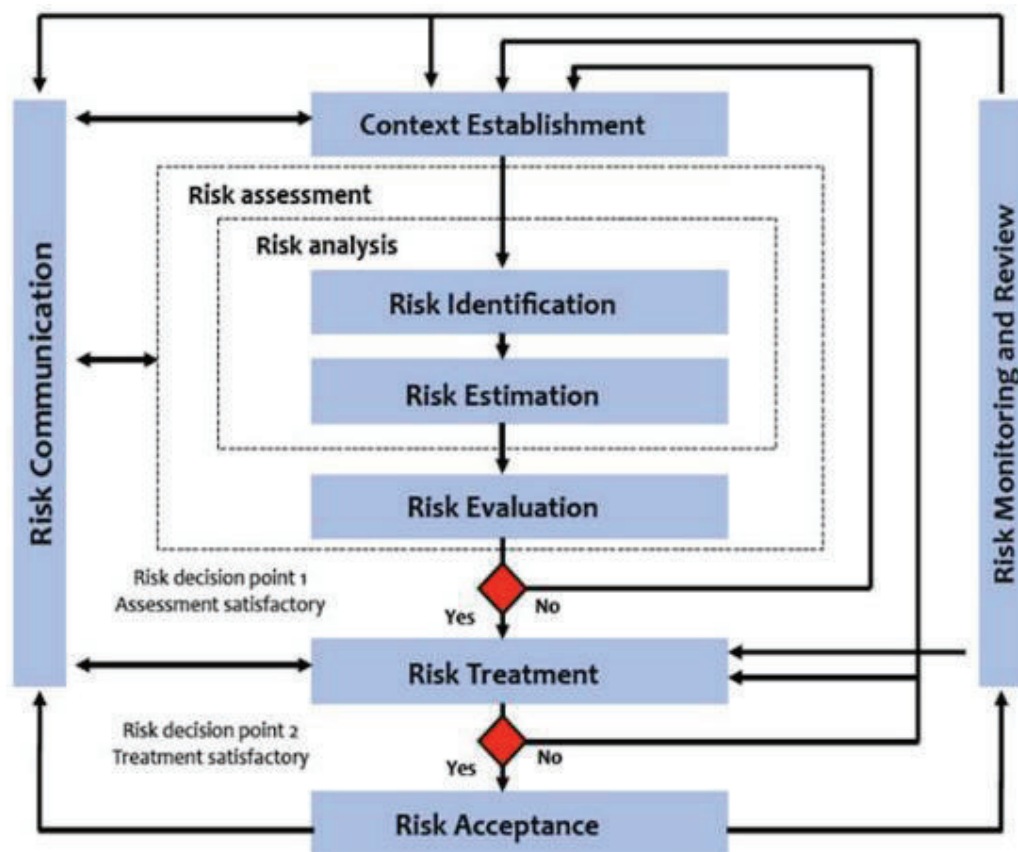 Context Establishment
Risk assessment
Risk analysis
Risk Identification
Risk Estimation
Risk Evaluation
Risk decision point 1
Assessment satisfactory
Yes
No
Risk Treatment
Risk decision point 2
Treatment satisfactory
Yes
No
Risk Acceptance
Risk Communication
Risk Monitoring and Review